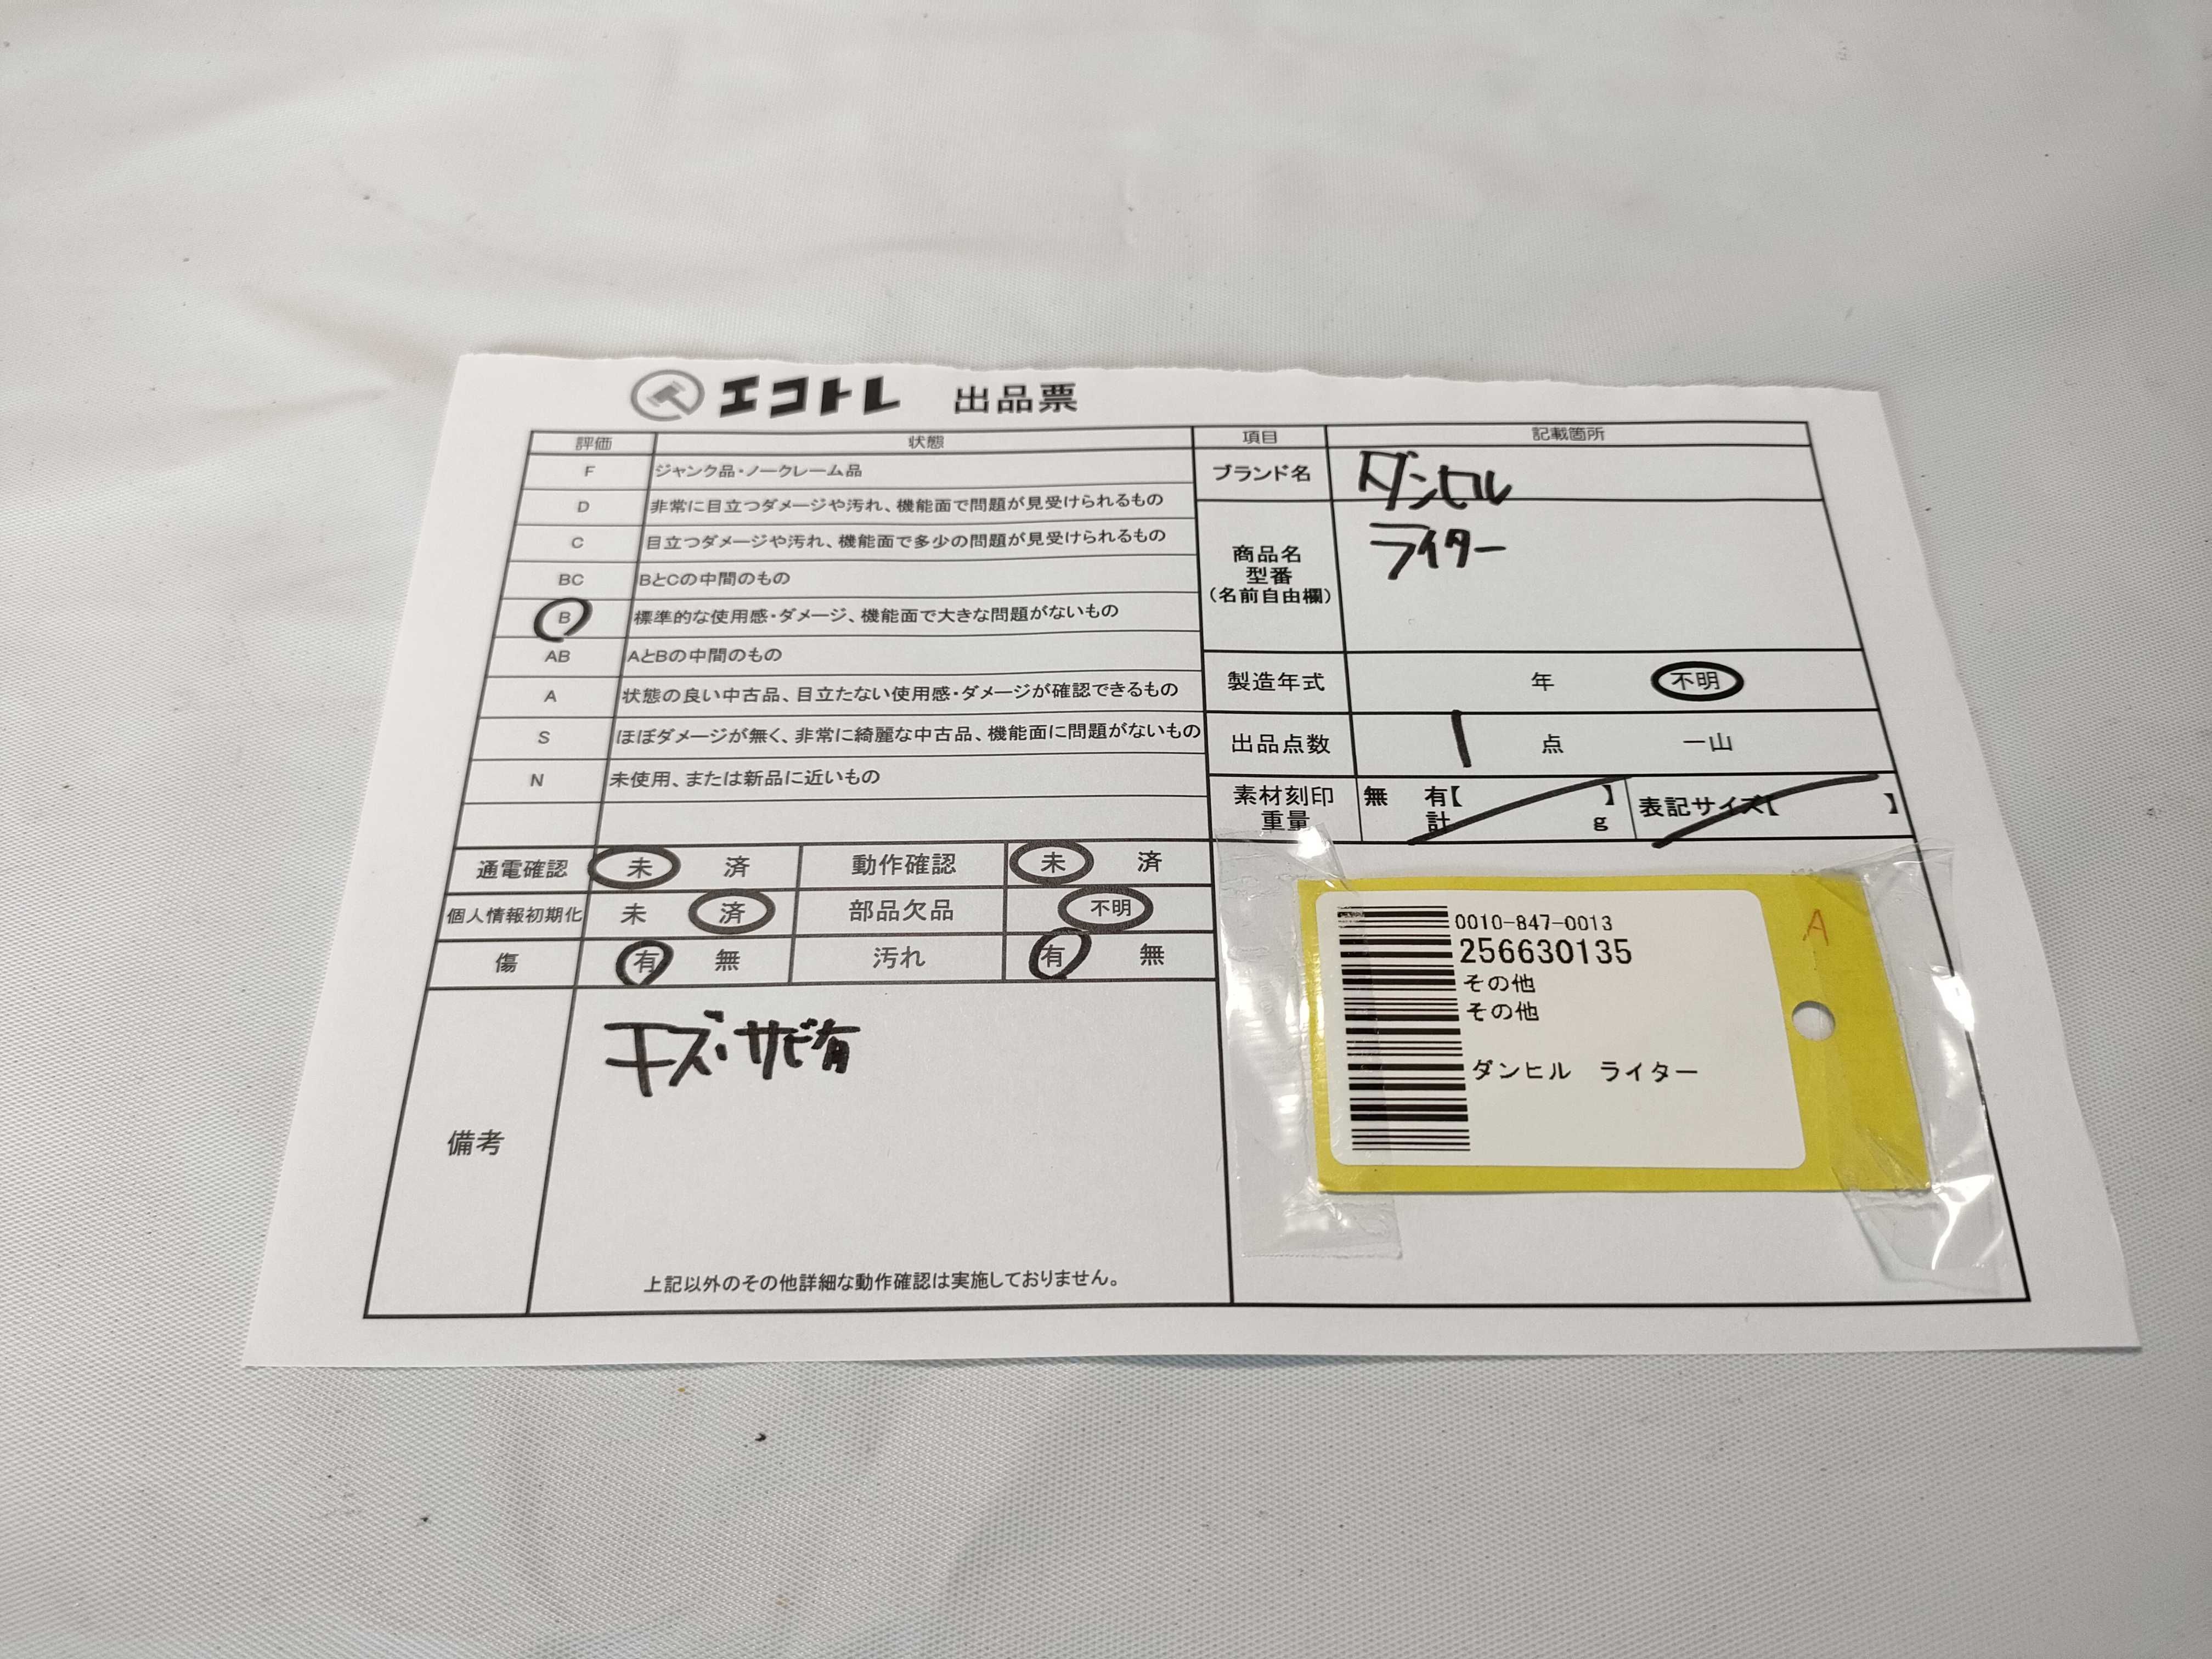 エコトレ 出品票
評価 状態
F ジャンク品・ノークレーム品
D 非常に目立つダメージや汚れ、機能面で問題が見受けられるもの
C 目立つダメージや汚れ、機能面で多少の問題が見受けられるもの
BC BとCの中間のもの
B 標準的な使用感・ダメージ、機能面で大きな問題がないもの
AB AとBの中間のもの
A 状態の良い中古品、目立たない使用感・ダメージが確認できるもの
S ほぼダメージが無く、非常に綺麗な中古品、機能面に問題がないもの
N 未使用、または新品に近いもの
通電確認 未 済 動作確認 未 済
個人情報初期化 未 済 部品欠品 不明
傷 有 無 汚れ 有 無
備考
キズ・サビ有
上記以外のその他詳細な動作確認は実施しておりません。
項目 記載箇所
ブランド名 ダンヒル
商品名
型番
(名前自由欄)
ライター
製造年式 年 不明
出品点数 1 点 一山
素材刻印 無 有【 】 表記サイズ【 】
重量 計 g
0010-847-0013
256630135
その他
その他
ダンヒル ライター
A